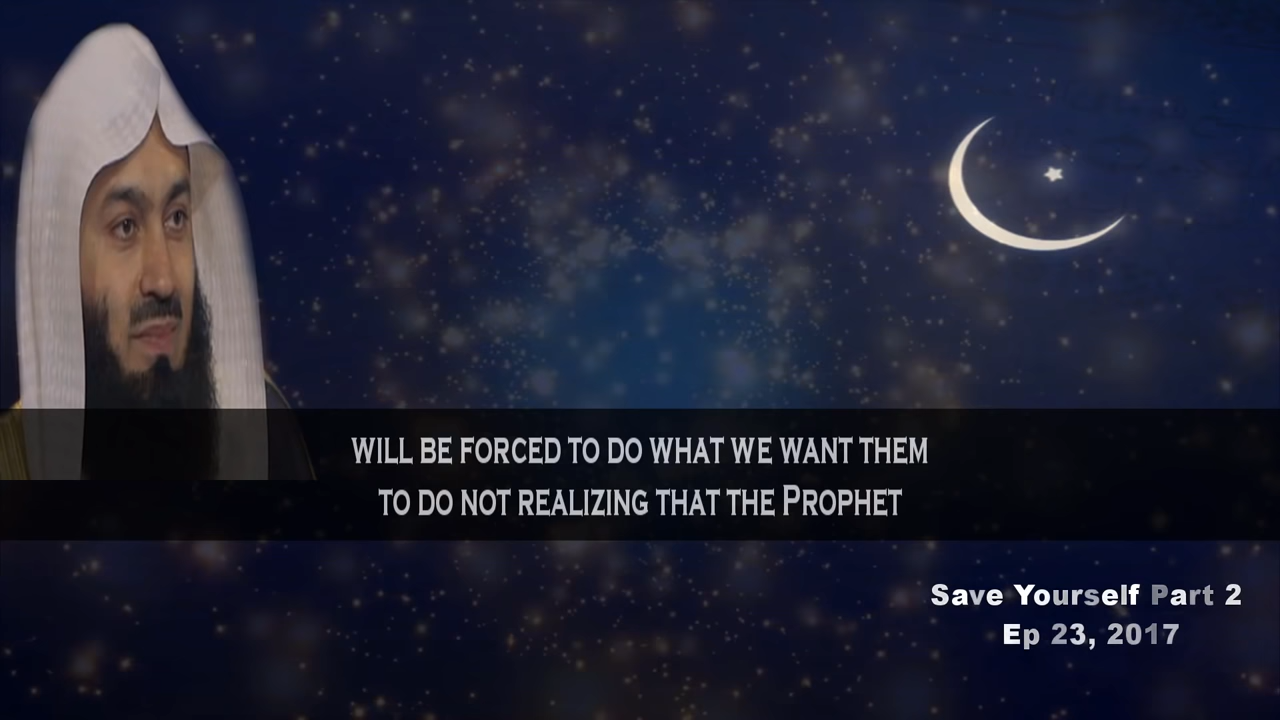 WILL BE FORCED TO DO WHAT WE WANT THEM
TO DO NOT REALIZING THAT THE PROPHET
Save Yourself Part 2
Ep 23, 2017